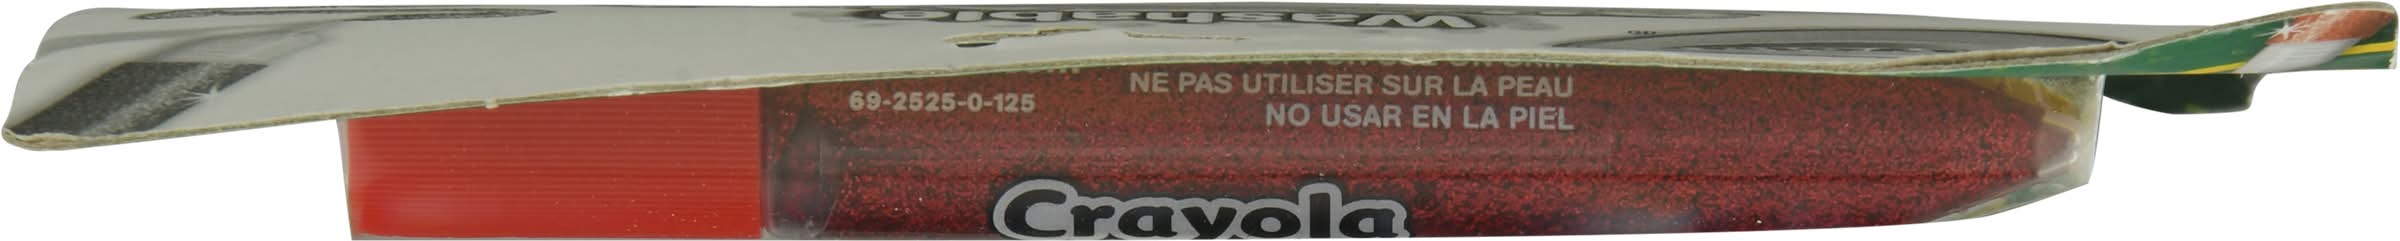 Washable
69-2525-0-125
NE PAS UTILISER SUR LA PEAU
NO USAR EN LA PIEL
Crayola